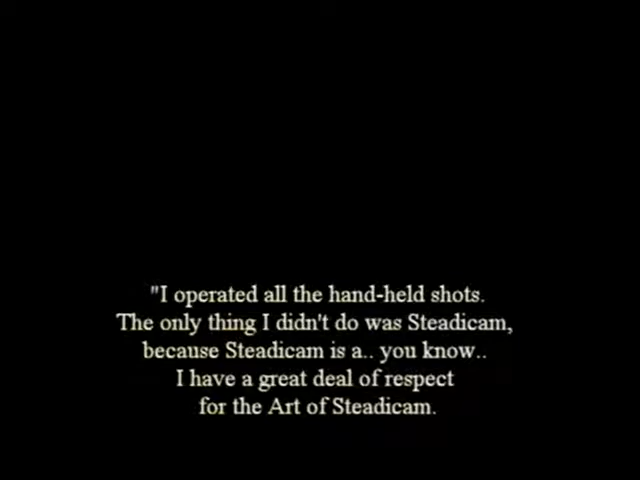 "I operated all the hand-held shots.
The only thing I didn't do was Steadicam,
because Steadicam is a.. you know..
I have a great deal of respect
for the Art of Steadicam.